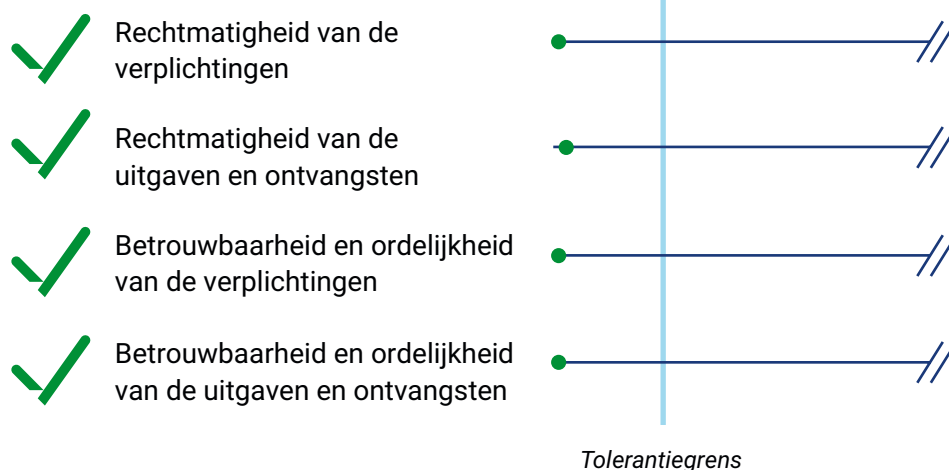 Rechtmatigheid van de
verplichtingen
Rechtmatigheid van de
uitgaven en ontvangsten
Betrouwbaarheid en ordelijkheid
van de verplichtingen
Betrouwbaarheid en ordelijkheid
van de uitgaven en ontvangsten
Tolerantiegrens